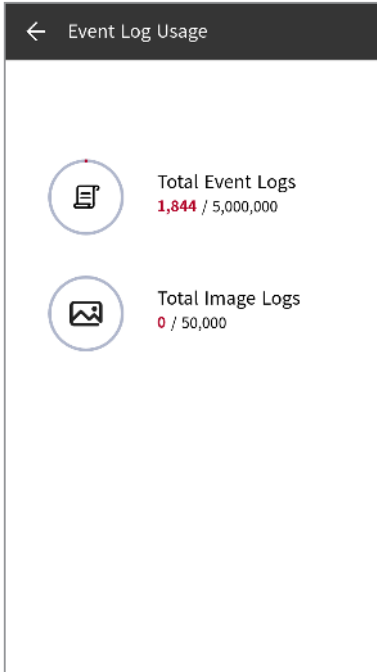 Event Log Usage
Total Event Logs
1,844 / 5,000,000
Total Image Logs
0 / 50,000